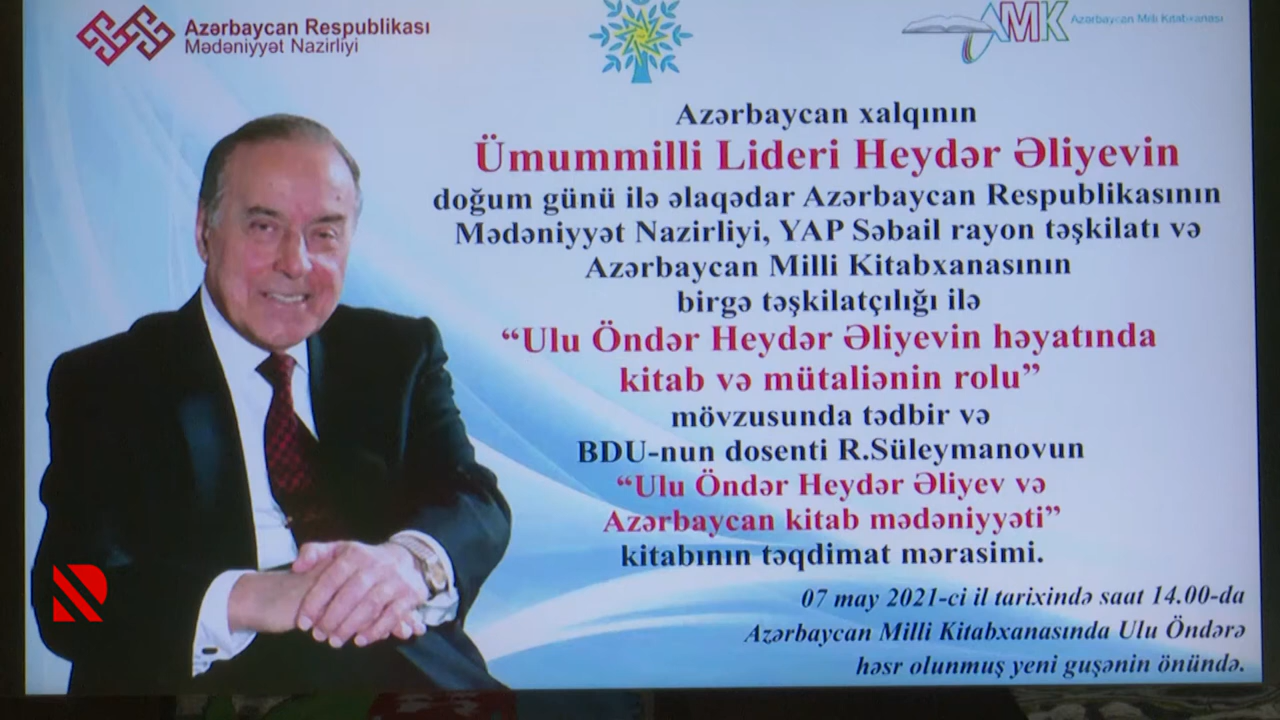 Azərbaycan Respublikası
Mədəniyyət Nazirliyi
AMK
Azərbaycan Milli Kitabxanası
Azərbaycan xalqının
Ümummilli Lideri Heydər Əliyevin
doğum günü ilə əlaqədar Azərbaycan Respublikasının
Mədəniyyət Nazirliyi, YAP Səbail rayon təşkilatı və
Azərbaycan Milli Kitabxanasının
birgə təşkilatçılığı ilə
“Ulu Öndər Heydər Əliyevin həyatında
kitab və mütaliənin rolu”
mövzusunda tədbir və
BDU-nun dosenti R.Süleymanovun
“Ulu Öndər Heydər Əliyev və
Azərbaycan kitab mədəniyyəti”
kitabının təqdimat mərasimi.
07 may 2021-ci il tarixində saat 14.00-da
Azərbaycan Milli Kitabxanasında Ulu Öndərə
həsr olunmuş yeni guşənin önündə.